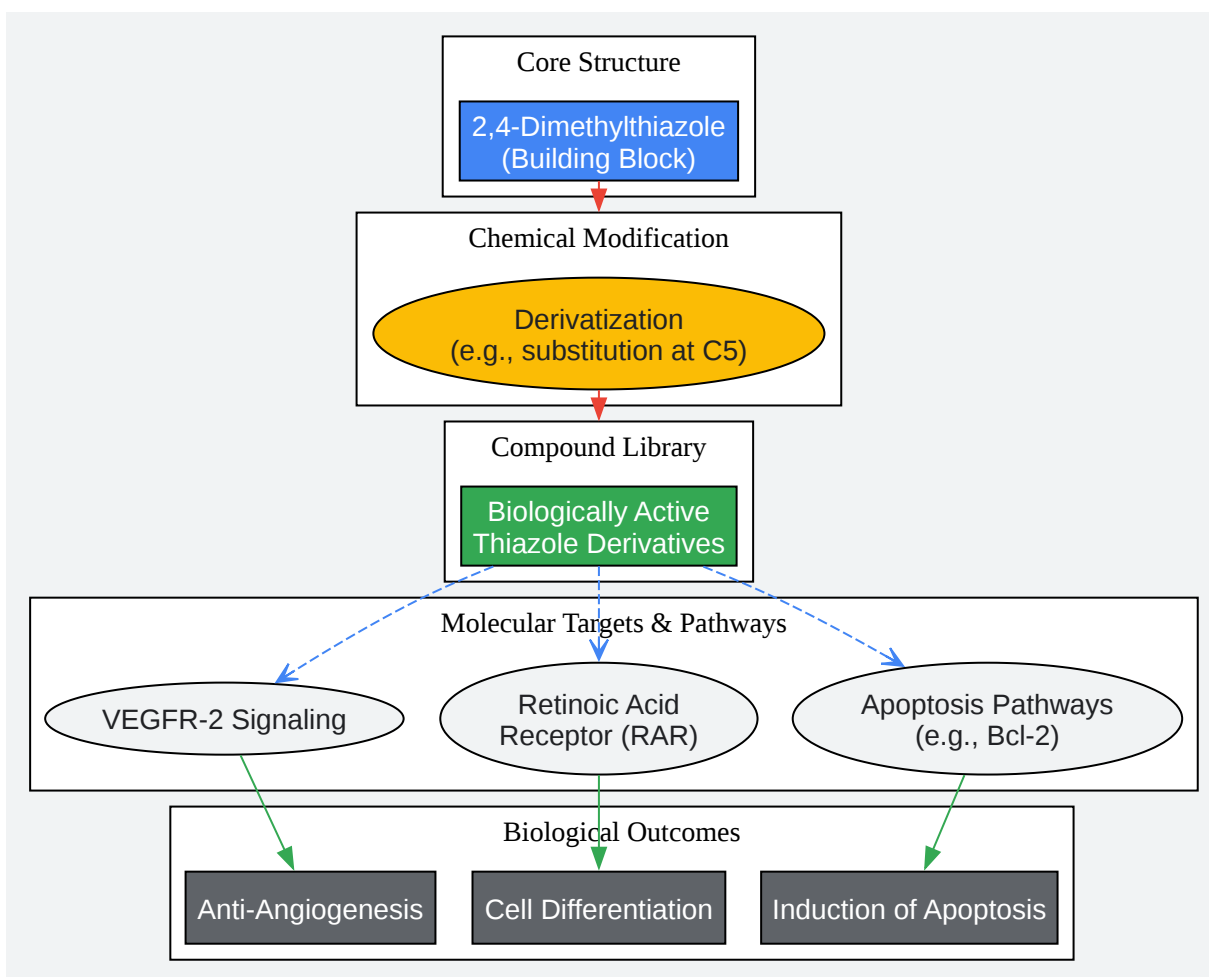 Core Structure
2,4-Dimethylthiazole
(Building Block)
Chemical Modification
Derivatization
(e.g., substitution at C5)
Compound Library
Biologically Active
Thiazole Derivatives
Molecular Targets & Pathways
VEGFR-2 Signaling
Retinoic Acid
Receptor (RAR)
Apoptosis Pathways
(e.g., Bcl-2)
Biological Outcomes
Anti-Angiogenesis
Cell Differentiation
Induction of Apoptosis